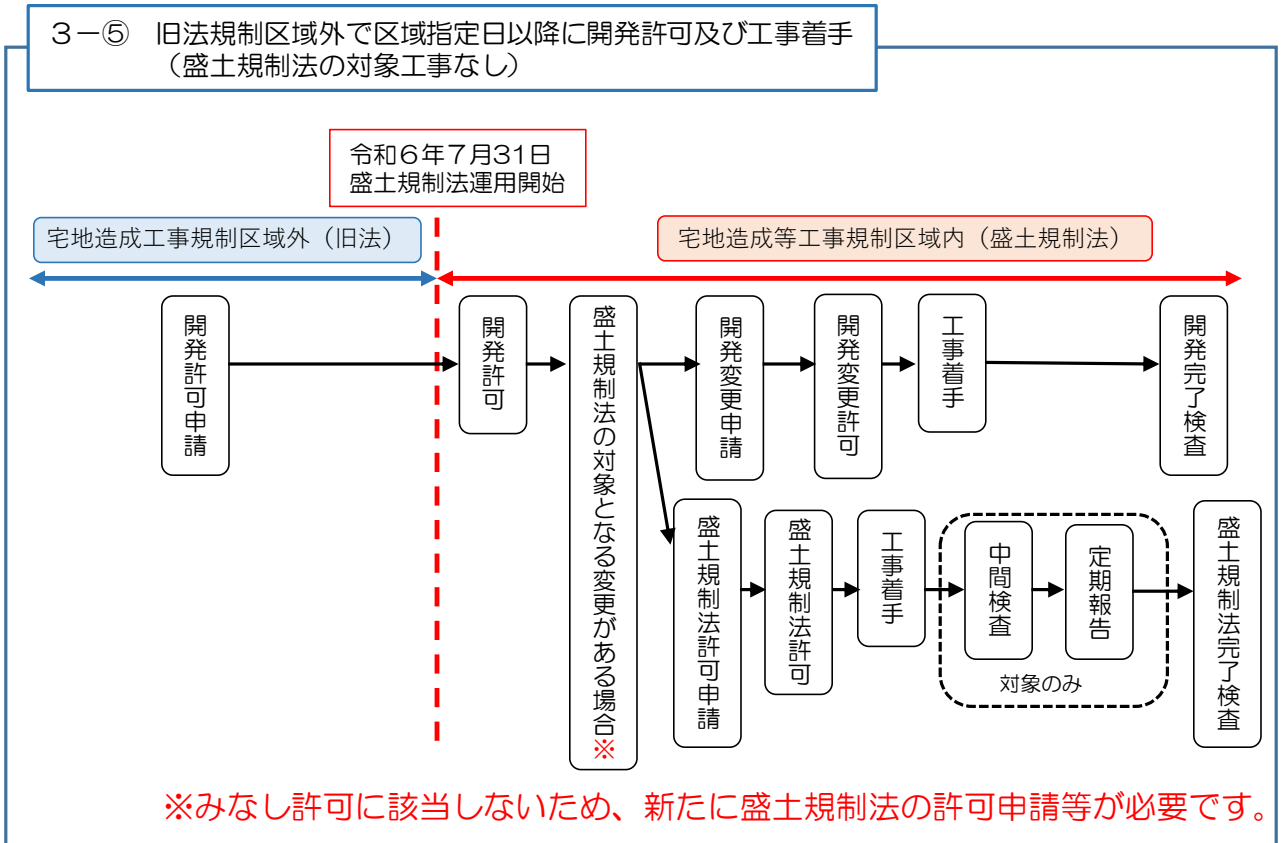 ３－⑤　旧法規制区域外で区域指定日以降に開発許可及び工事着手
（盛土規制法の対象工事なし）
令和６年７月31日
盛土規制法運用開始
宅地造成工事規制区域外（旧法）
宅地造成等工事規制区域内（盛土規制法）
開発許可申請
開発許可
盛土規制法の対象となる変更がある場合※
開発変更申請
開発変更許可
工事着手
開発完了検査
盛土規制法許可申請
盛土規制法許可
工事着手
中間検査
定期報告
対象のみ
盛土規制法完了検査
※みなし許可に該当しないため、新たに盛土規制法の許可申請等が必要です。